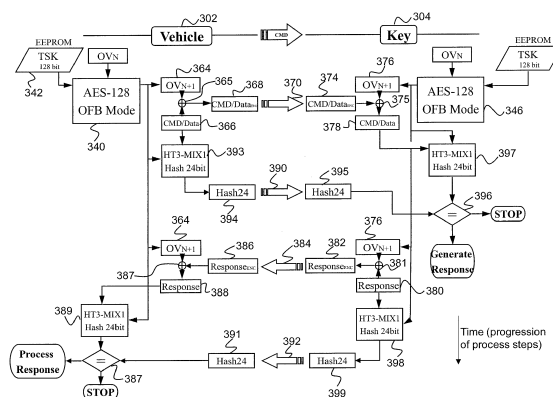 302
304
EEPROM
Vehicle
CMD
Key
EEPROM
TSK
128 bit
OVN
364
376
OVN
TSK
128 bit
342
AES-128
OFB Mode
340
OVN+1
365
368
370
374
OVN+1
375
AES-128
OFB Mode
346
CMD/DataENC
CMD/DataENC
CMD/Data
366
378
CMD/Data
HT3-MIX1
Hash 24bit
393
HT3-MIX1
Hash 24bit
397
390
395
Hash24
394
Hash24
396
=
STOP
Generate
Response
364
OVN+1
387
386
384
382
376
OVN+1
381
ResponseENC
ResponseENC
Response
388
Response
380
389
HT3-MIX1
Hash 24bit
HT3-MIX1
Hash 24bit
398
Time (progression
of process steps)
391
392
Process
Response
=
387
Hash24
Hash24
399
STOP